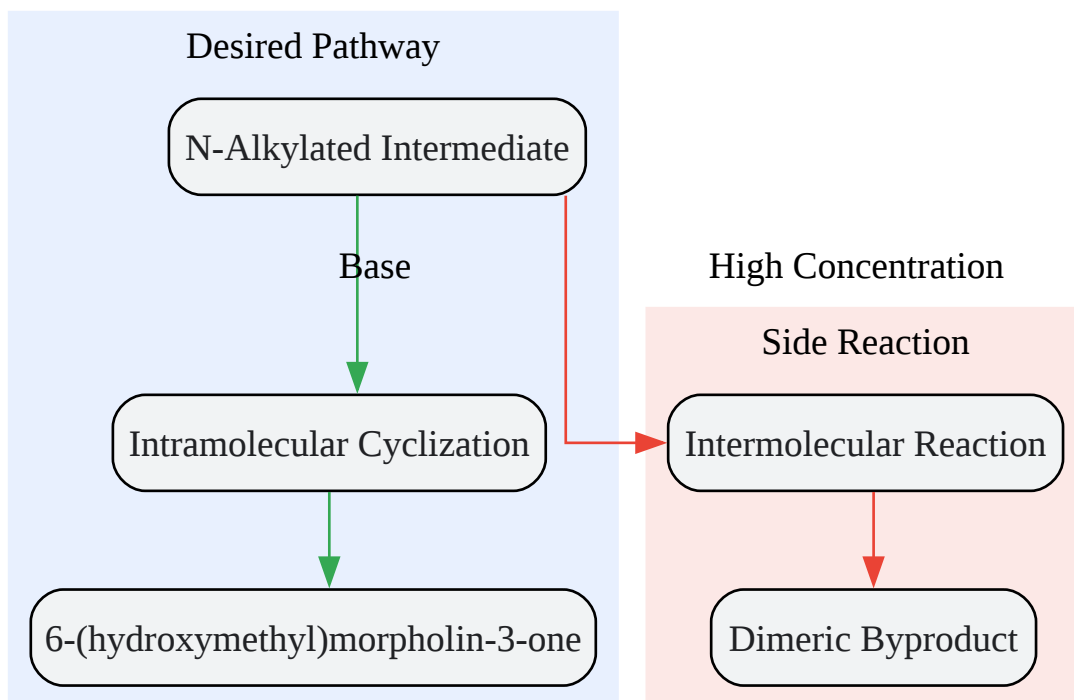 Desired Pathway
N-Alkylated Intermediate
Base
High Concentration
Side Reaction
Intramolecular Cyclization
Intermolecular Reaction
6-(hydroxymethyl)morpholin-3-one
Dimeric Byproduct